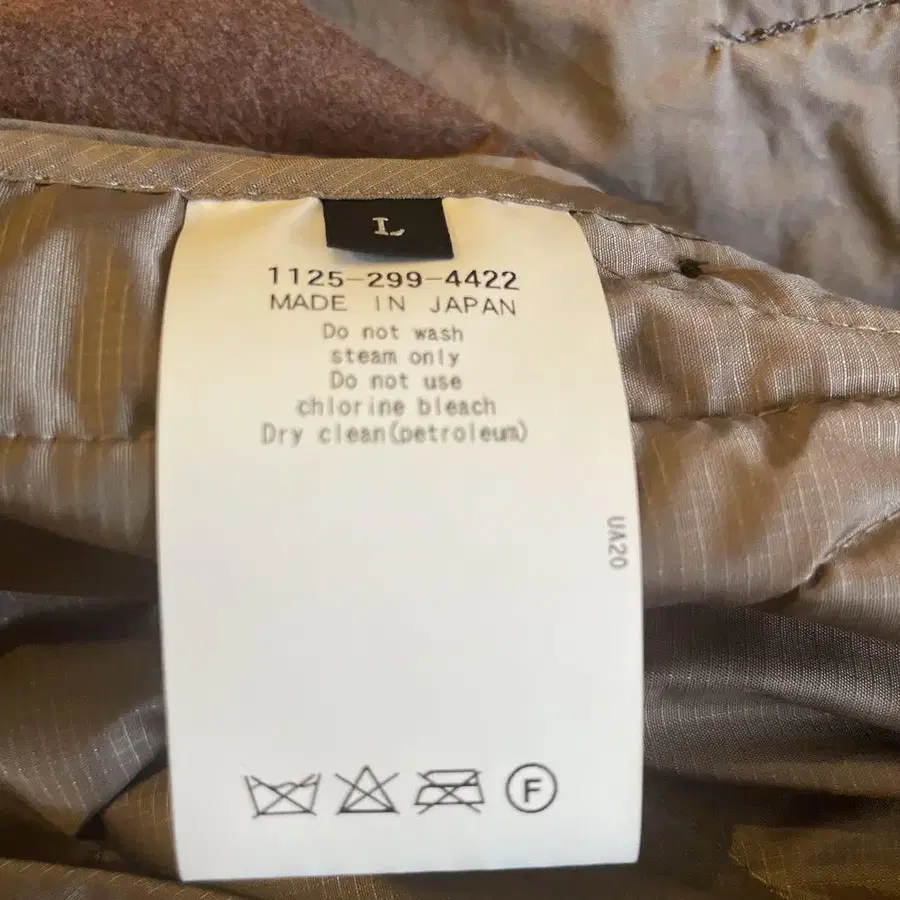 L
1125-299-4422
MADE IN JAPAN
Do not wash
steam only
Do not use
chlorine bleach
Dry clean(petroleum)
UA20
F